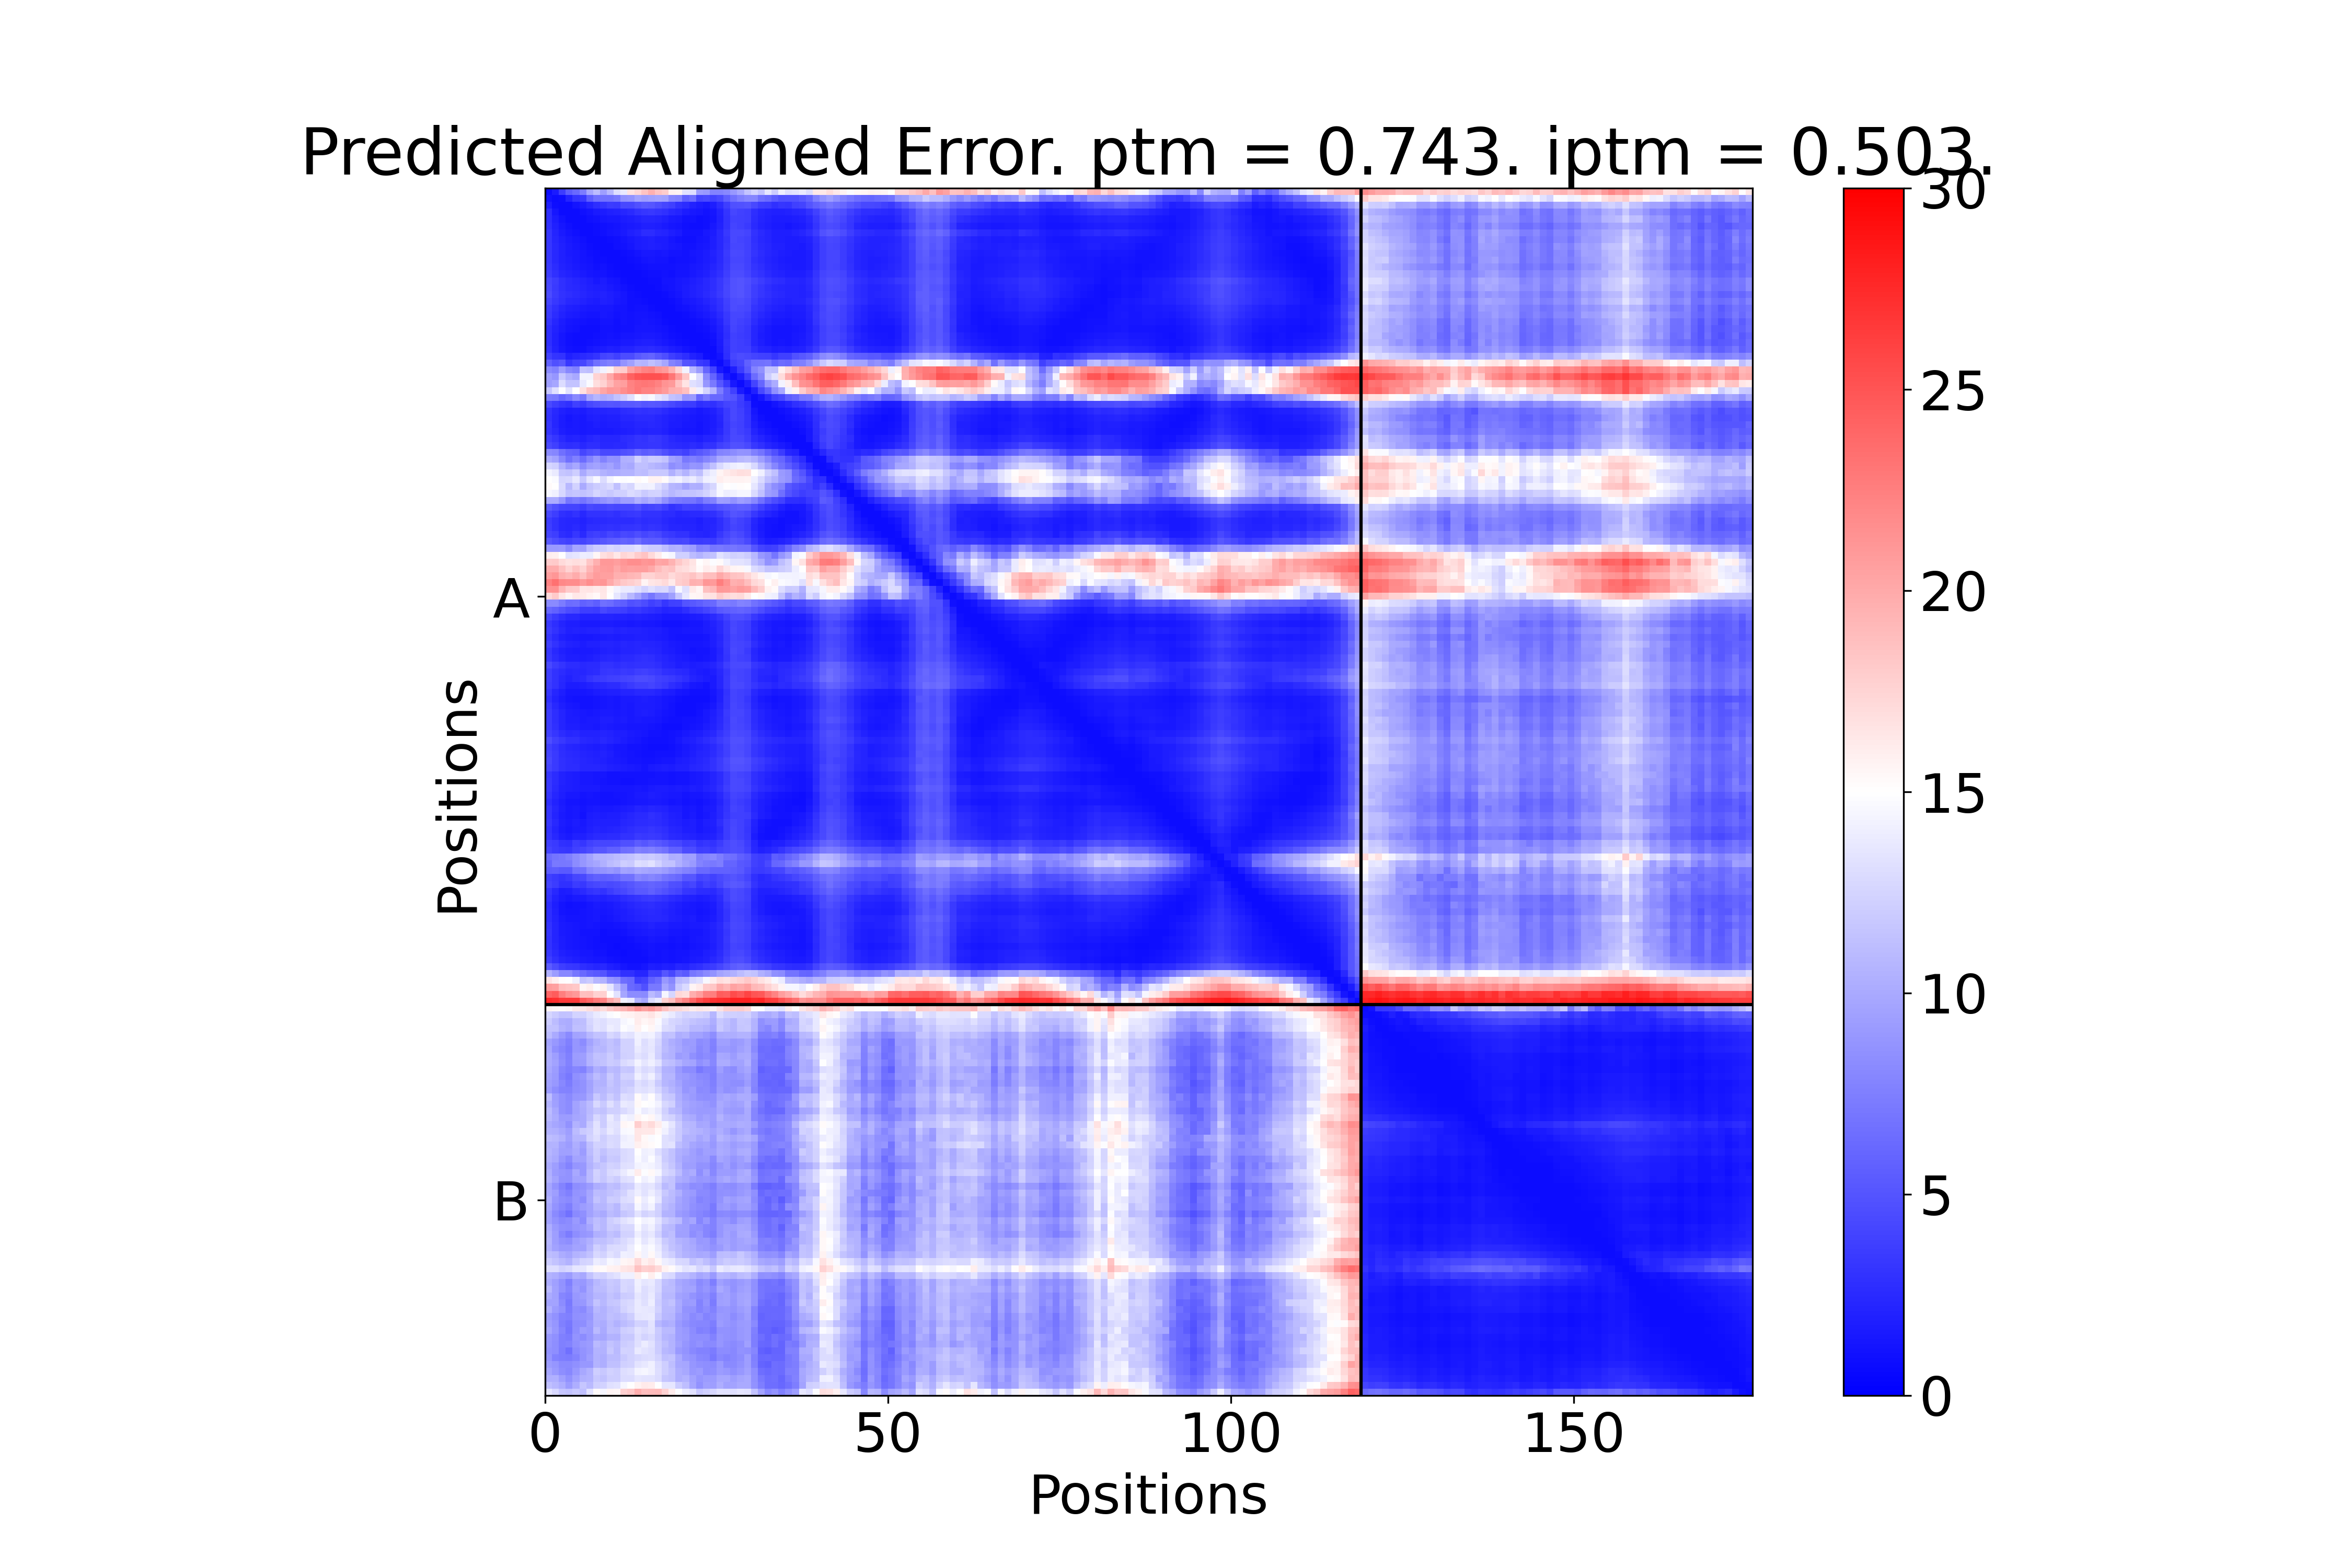 Predicted Aligned Error. ptm = 0.743. iptm = 0.503.
30
25
20
15
10
5
0
Positions
A
B
0 50 100 150
Positions